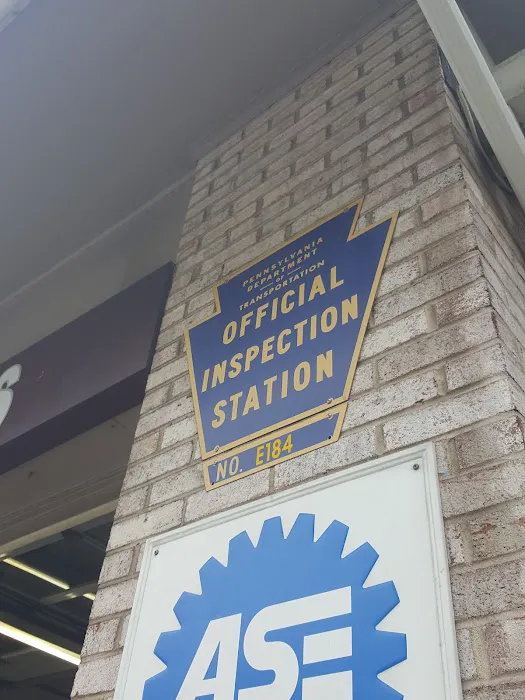 PENNSYLVANIA
DEPARTMENT
OF
TRANSPORTATION
OFFICIAL
INSPECTION
STATION
NO. E184
ASE